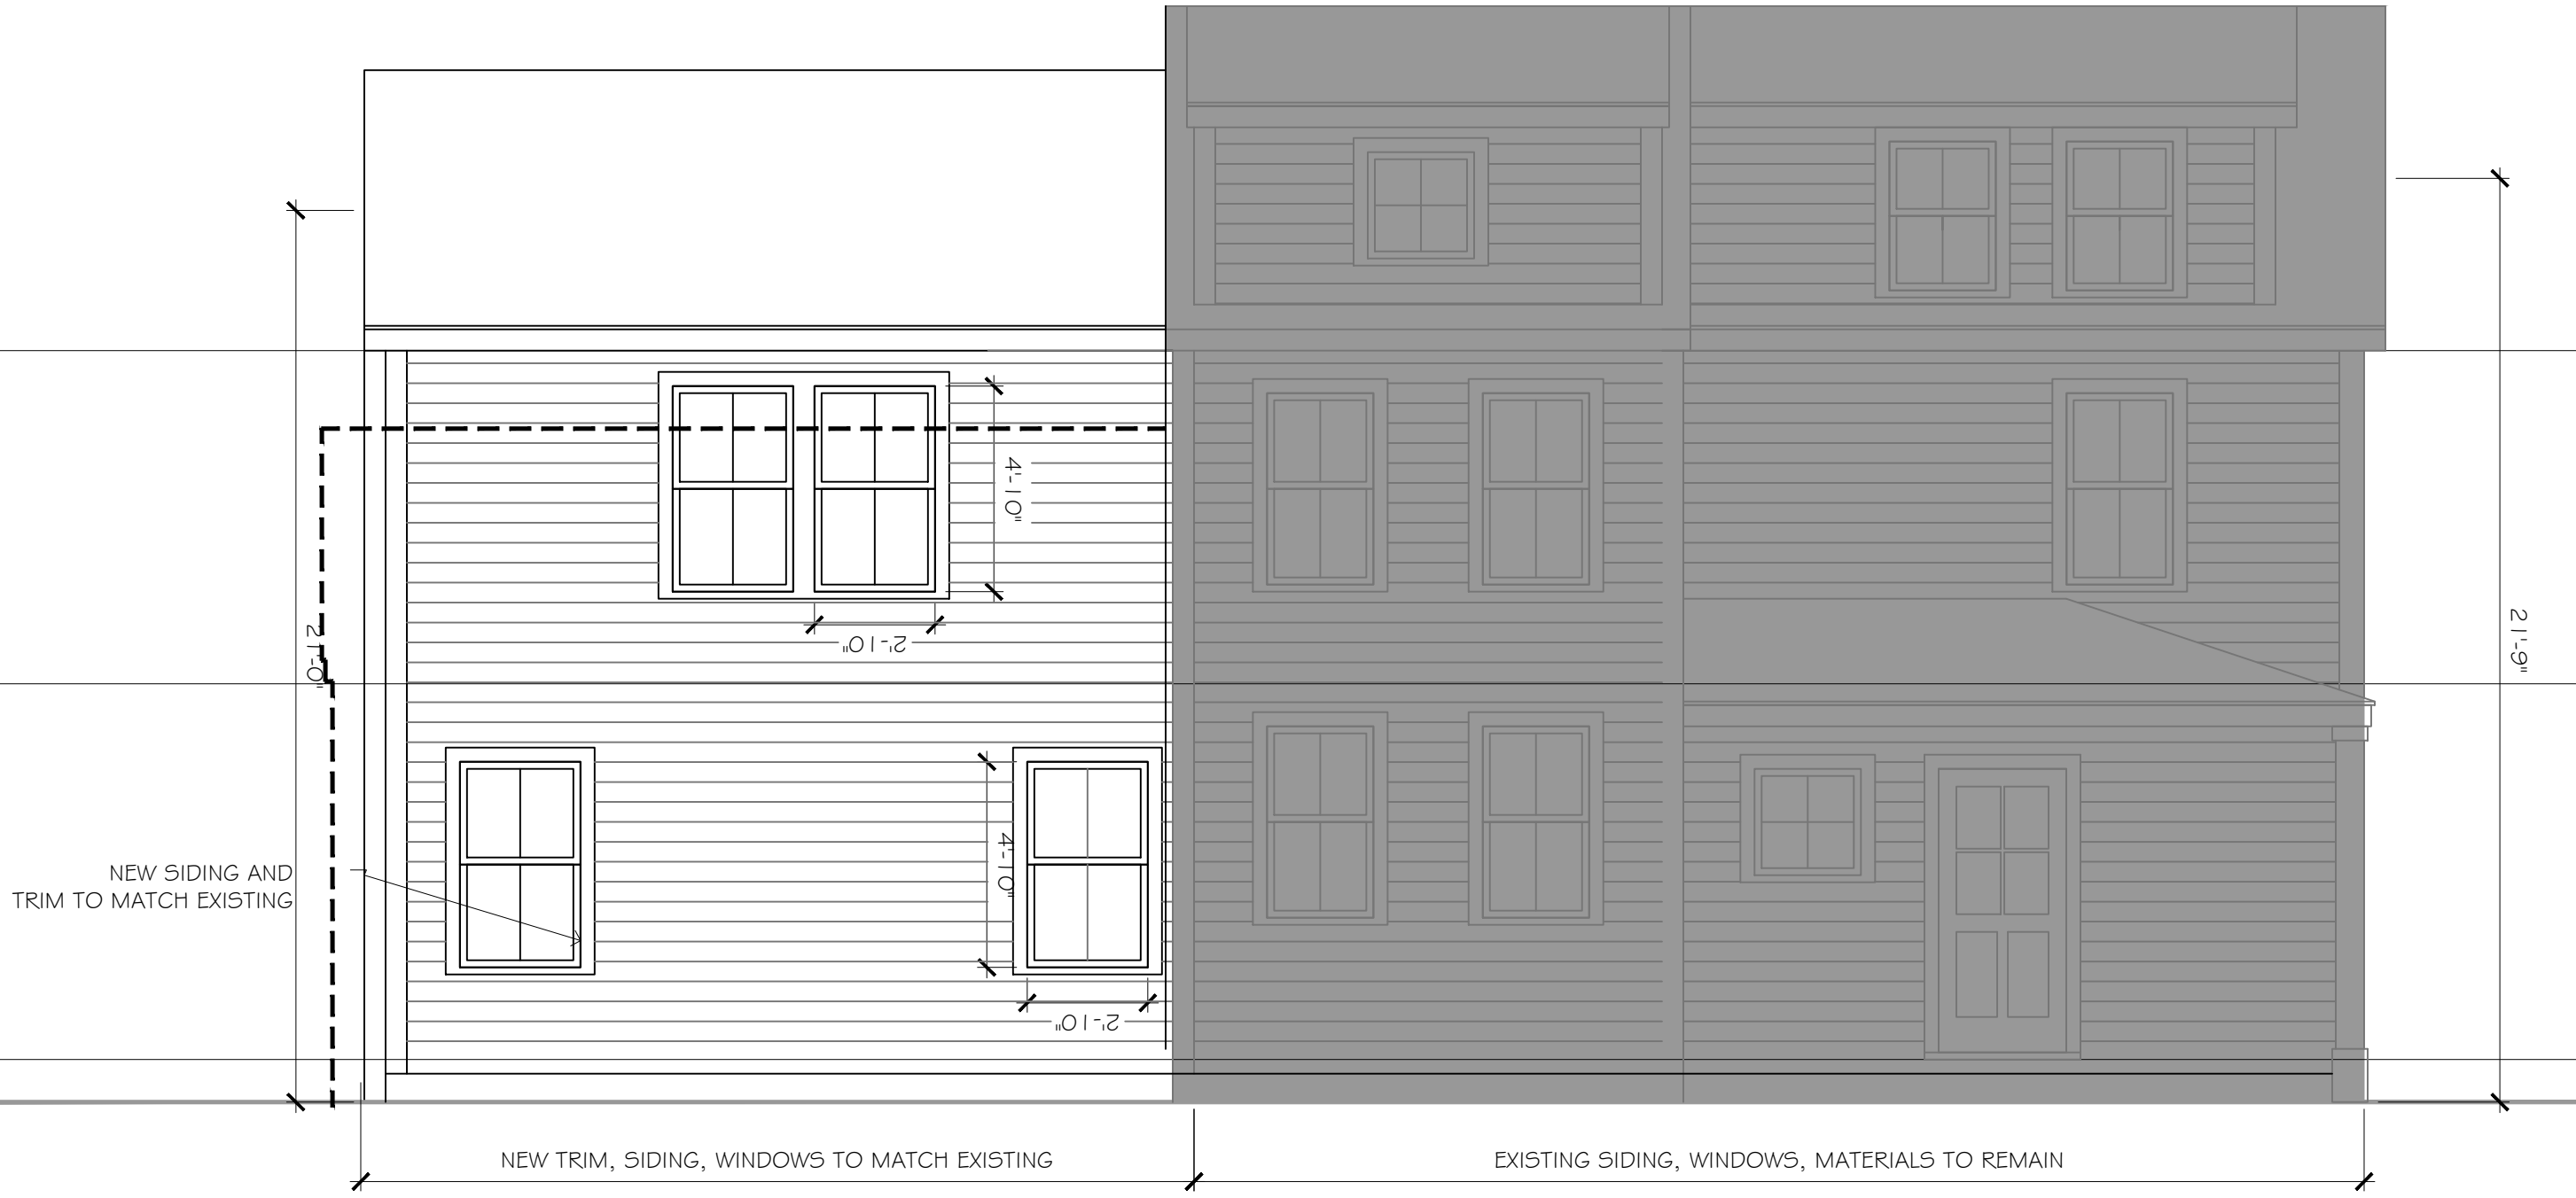 4'-10"
2'-10"
21'-0"
21'-9"
4'-10"
NEW SIDING AND
TRIM TO MATCH EXISTING
2'-10"
NEW TRIM, SIDING, WINDOWS TO MATCH EXISTING
EXISTING SIDING, WINDOWS, MATERIALS TO REMAIN